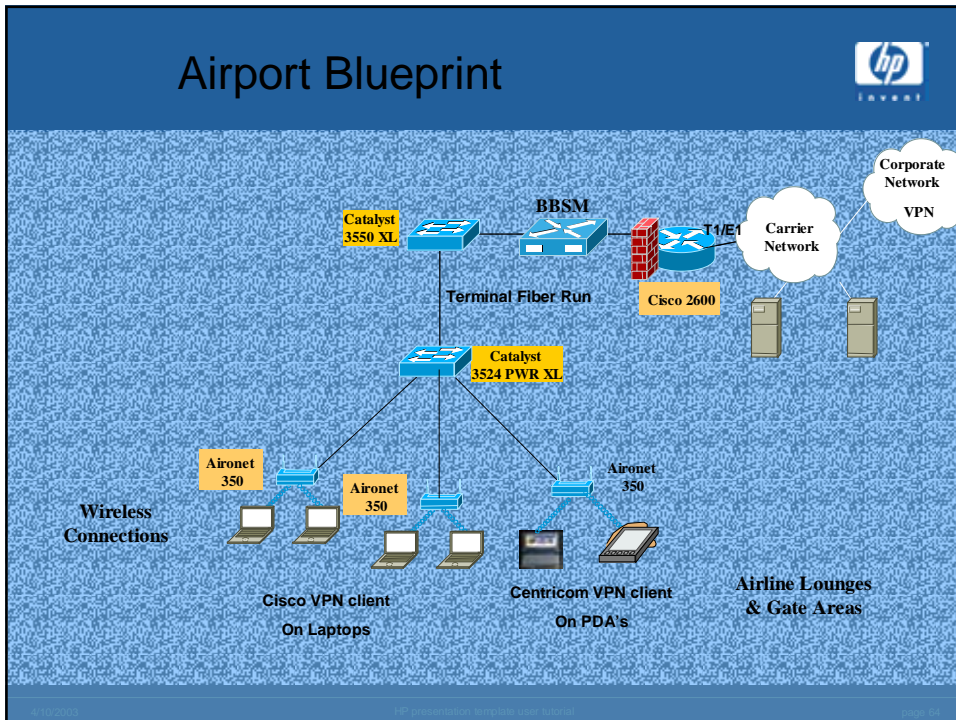 Airport Blueprint
hp
invent
Corporate
Network
VPN
BBSM
Catalyst
3550 XL
T1/E1
Carrier
Network
Terminal Fiber Run
Cisco 2600
Catalyst
3524 PWR XL
Aironet
350
Aironet
350
Aironet
350
Wireless
Connections
Cisco VPN client
On Laptops
Centricom VPN client
On PDA's
Airline Lounges
& Gate Areas
4/10/2003
HP presentation template user tutorial
page 64